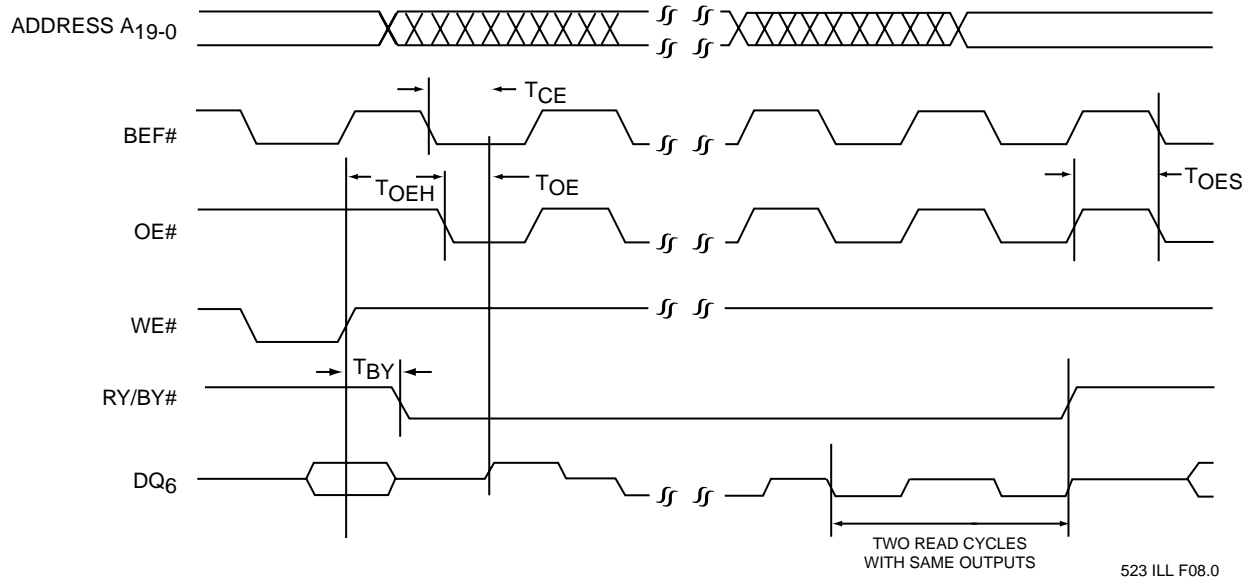 ADDRESS A19-0
TCE
BEF#
TOEH
TOE
TOES
OE#
WE#
TBY
RY/BY#
DQ6
TWO READ CYCLES
WITH SAME OUTPUTS
523 ILL F08.0